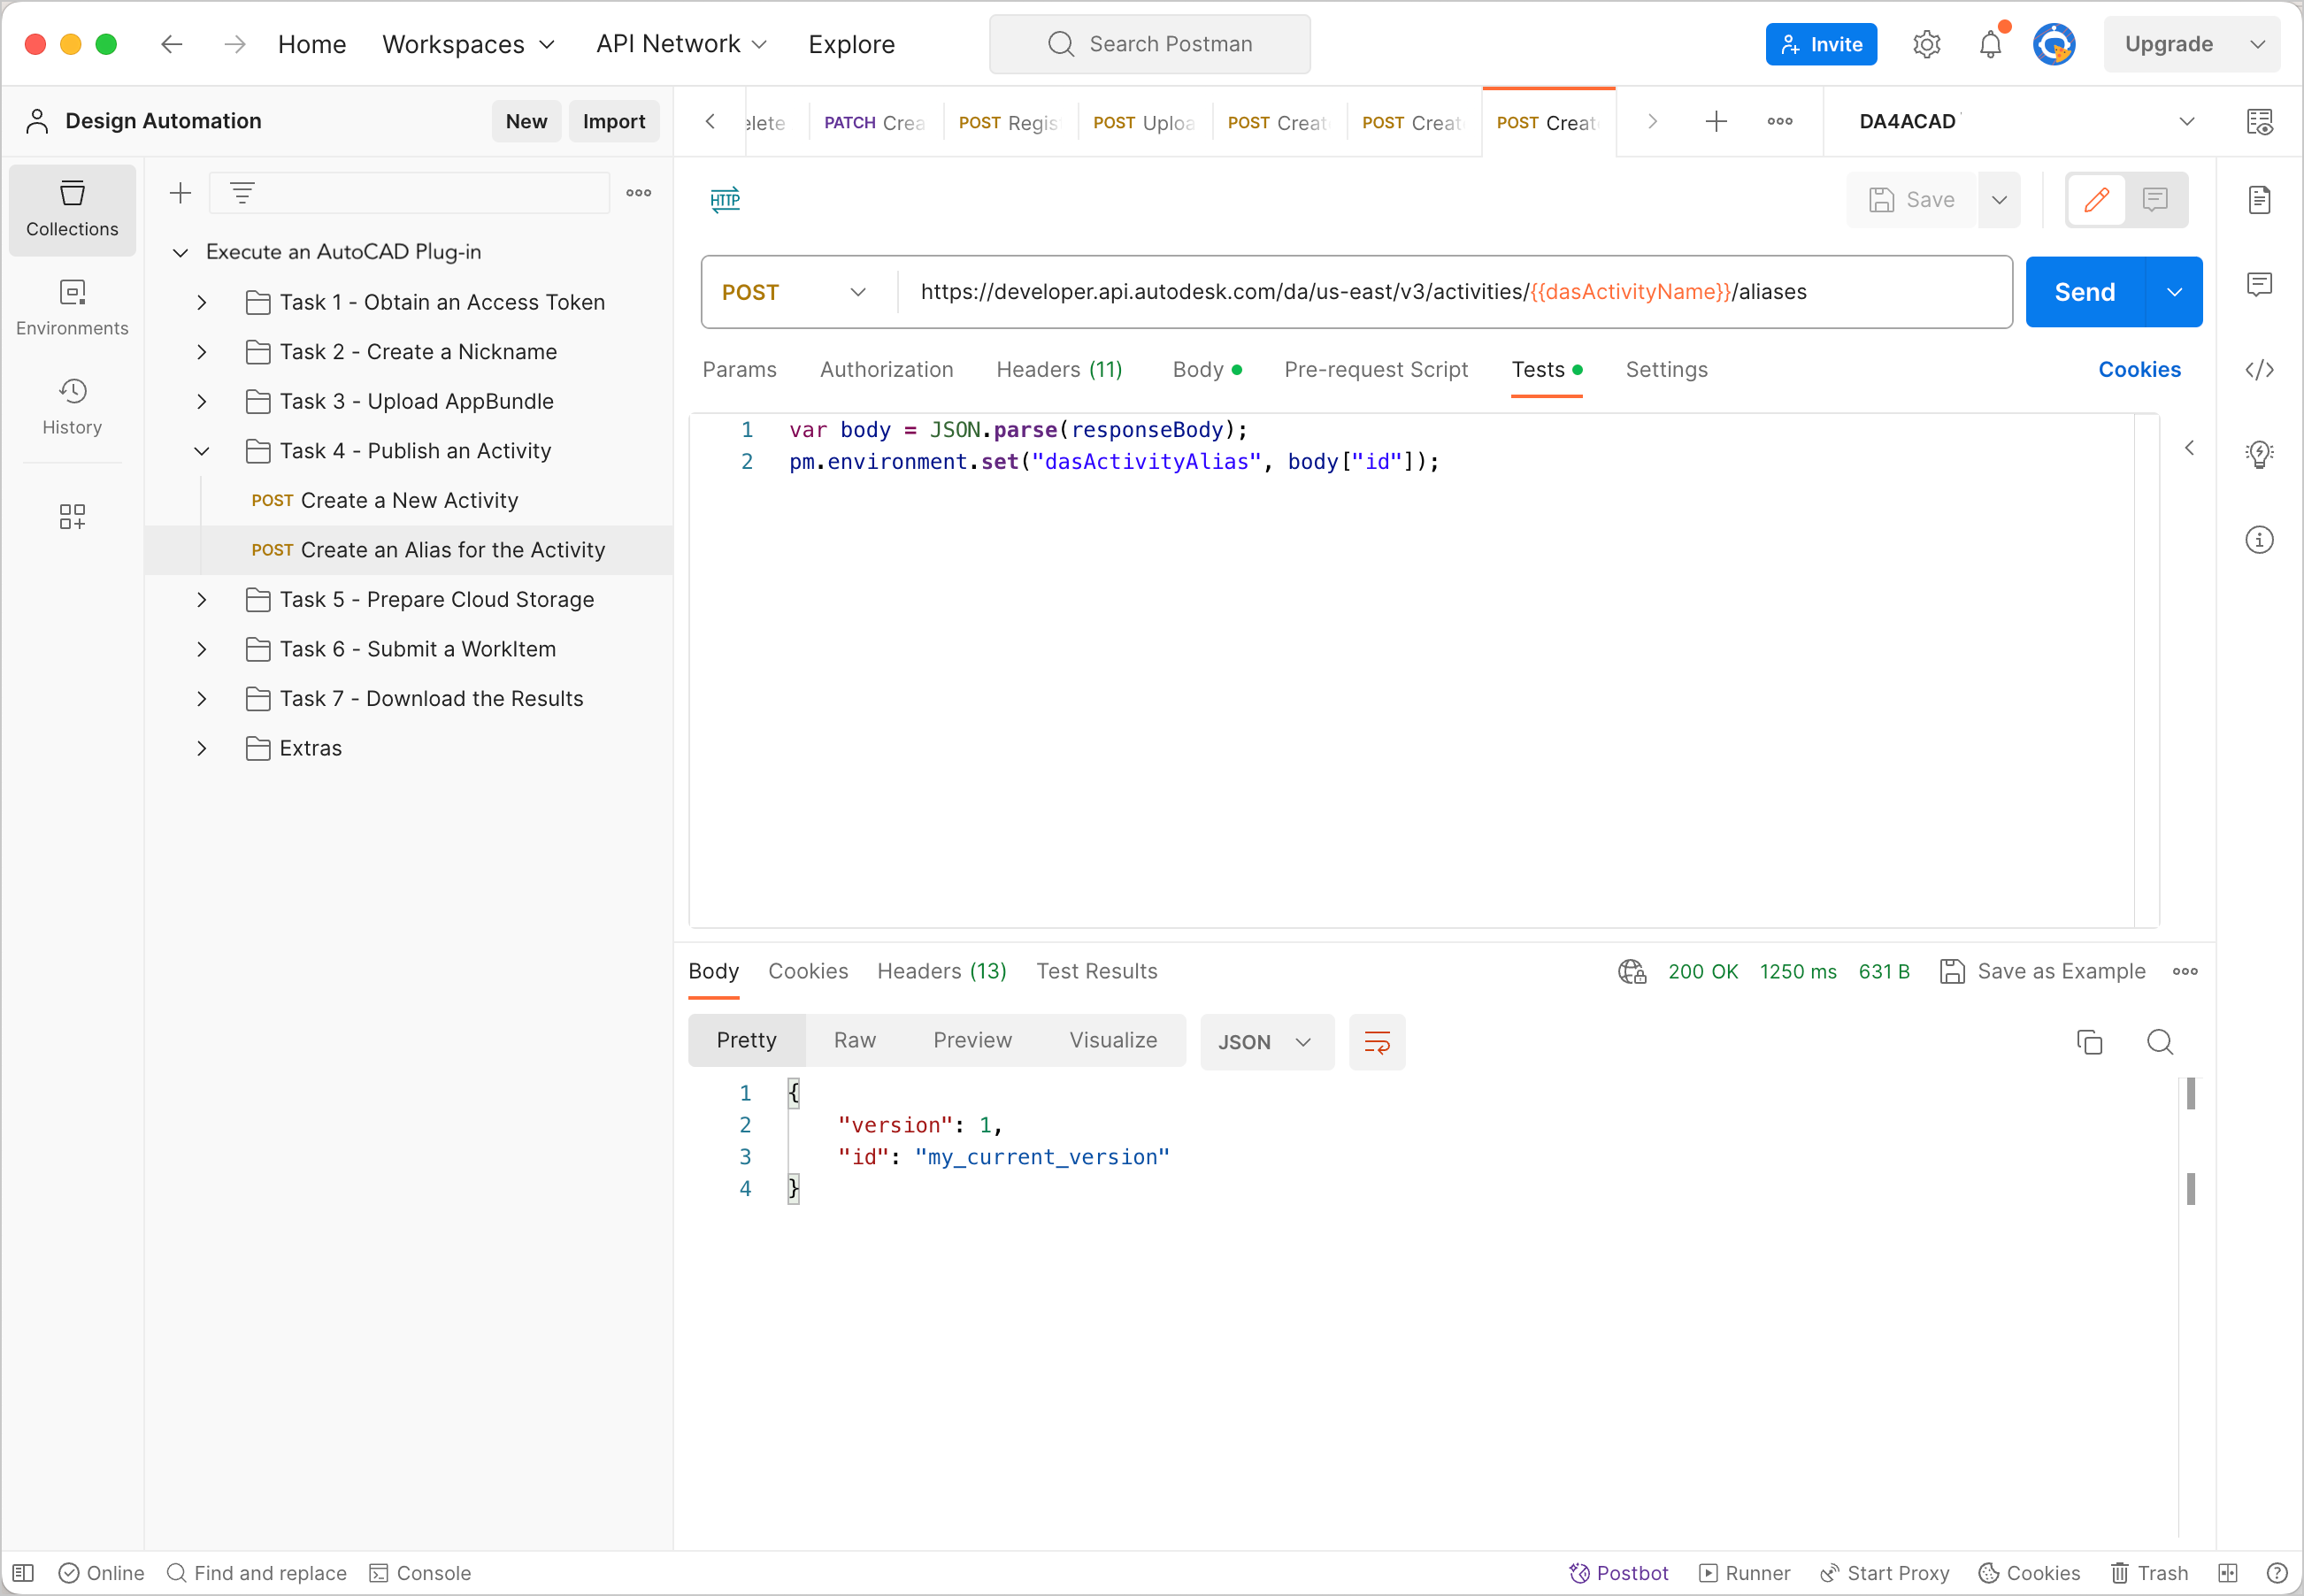 Home Workspaces API Network Explore Search Postman Invite Upgrade
Design Automation New Import
elete PATCH Crea POST Regis POST Uploa POST Creat POST Creat POST Creat DA4ACAD
Collections
Environments
History
Execute an AutoCAD Plug-in
Task 1 - Obtain an Access Token
Task 2 - Create a Nickname
Task 3 - Upload AppBundle
Task 4 - Publish an Activity
POST Create a New Activity
POST Create an Alias for the Activity
Task 5 - Prepare Cloud Storage
Task 6 - Submit a WorkItem
Task 7 - Download the Results
Extras
HTTP Save
POST https://developer.api.autodesk.com/da/us-east/v3/activities/{{dasActivityName}}/aliases Send
Params Authorization Headers (11) Body Pre-request Script Tests Settings Cookies
1 var body = JSON.parse(responseBody);
2 pm.environment.set("dasActivityAlias", body["id"]);
Body Cookies Headers (13) Test Results 200 OK 1250 ms 631 B Save as Example
Pretty Raw Preview Visualize JSON
1 {
2 "version": 1,
3 "id": "my_current_version"
4 }
Online Find and replace Console Postbot Runner Start Proxy Cookies Trash